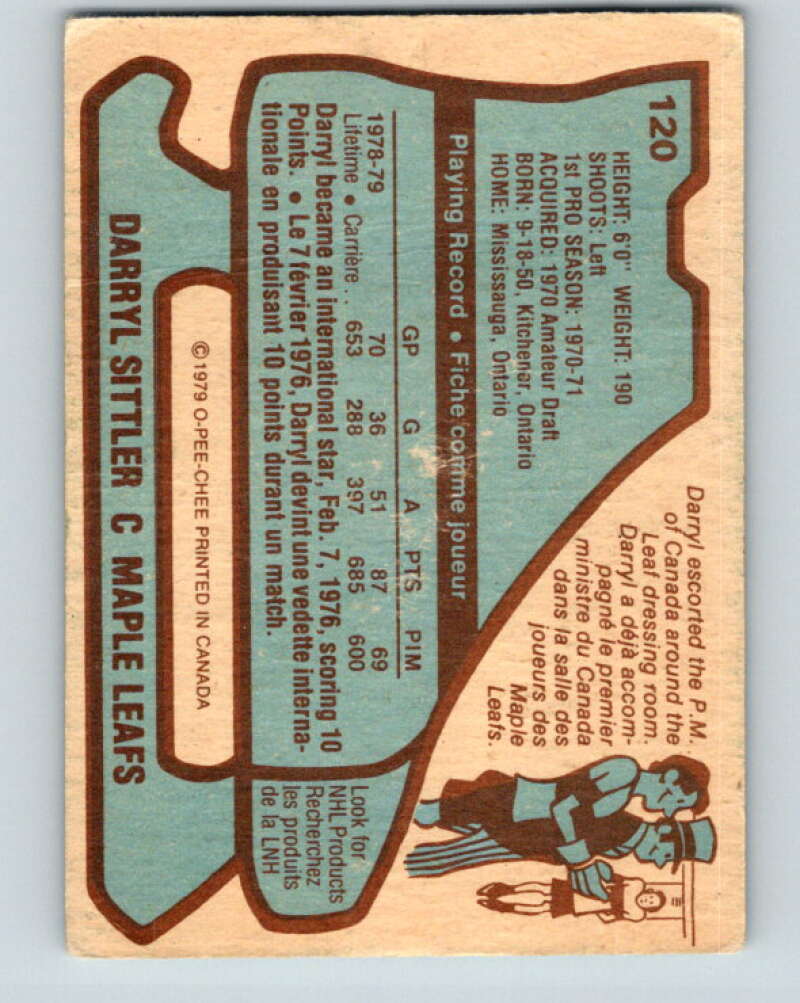 120
HEIGHT: 6'0" WEIGHT: 190
SHOOTS: Left
1st PRO SEASON: 1970-71
ACQUIRED: 1970 Amateur Draft
BORN: 9-18-50, Kitchener, Ontario
HOME: Mississauga, Ontario
Darryl escorted the P.M.
of Canada around the
Leaf dressing room.
Darryl a déjà accom-
pagné le premier
ministre du Canada
dans la salle des
joueurs des
Maple
Leafs.
Playing Record • Fiche comme joueur
GP G A PTS PIM
1978-79 70 36 51 87 69
Lifetime • Carrière . . 653 288 397 685 600
Darryl became an international star, Feb. 7, 1976, scoring 10
Points. • Le 7 février 1976, Darryl devint une vedette interna-
tionale en produisant 10 points durant un match.
Look for
NHL Products
Recherchez
les produits
de la LNH
©1979 O-PEE-CHEE PRINTED IN CANADA
DARRYL SITTLER C MAPLE LEAFS